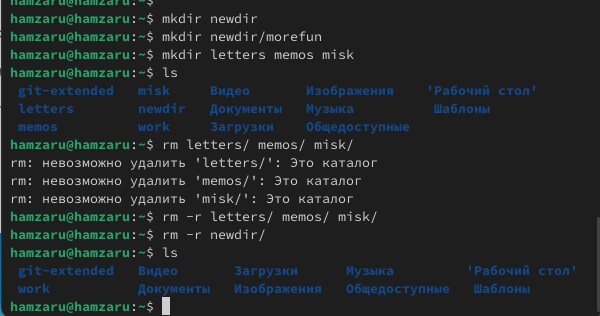 hamzaru@hamzaru:~$
hamzaru@hamzaru:~$ mkdir newdir
hamzaru@hamzaru:~$ mkdir newdir/morefun
hamzaru@hamzaru:~$ mkdir letters memos misk
hamzaru@hamzaru:~$ ls
git-extended misk Видео Изображения 'Рабочий стол'
letters newdir Документы Музыка Шаблоны
memos work Загрузки Общедоступные
hamzaru@hamzaru:~$ rm letters/ memos/ misk/
rm: невозможно удалить 'letters/': Это каталог
rm: невозможно удалить 'memos/': Это каталог
rm: невозможно удалить 'misk/': Это каталог
hamzaru@hamzaru:~$ rm -r letters/ memos/ misk/
hamzaru@hamzaru:~$ rm -r newdir/
hamzaru@hamzaru:~$ ls
git-extended Видео Загрузки Музыка 'Рабочий стол'
work Документы Изображения Общедоступные Шаблоны
hamzaru@hamzaru:~$